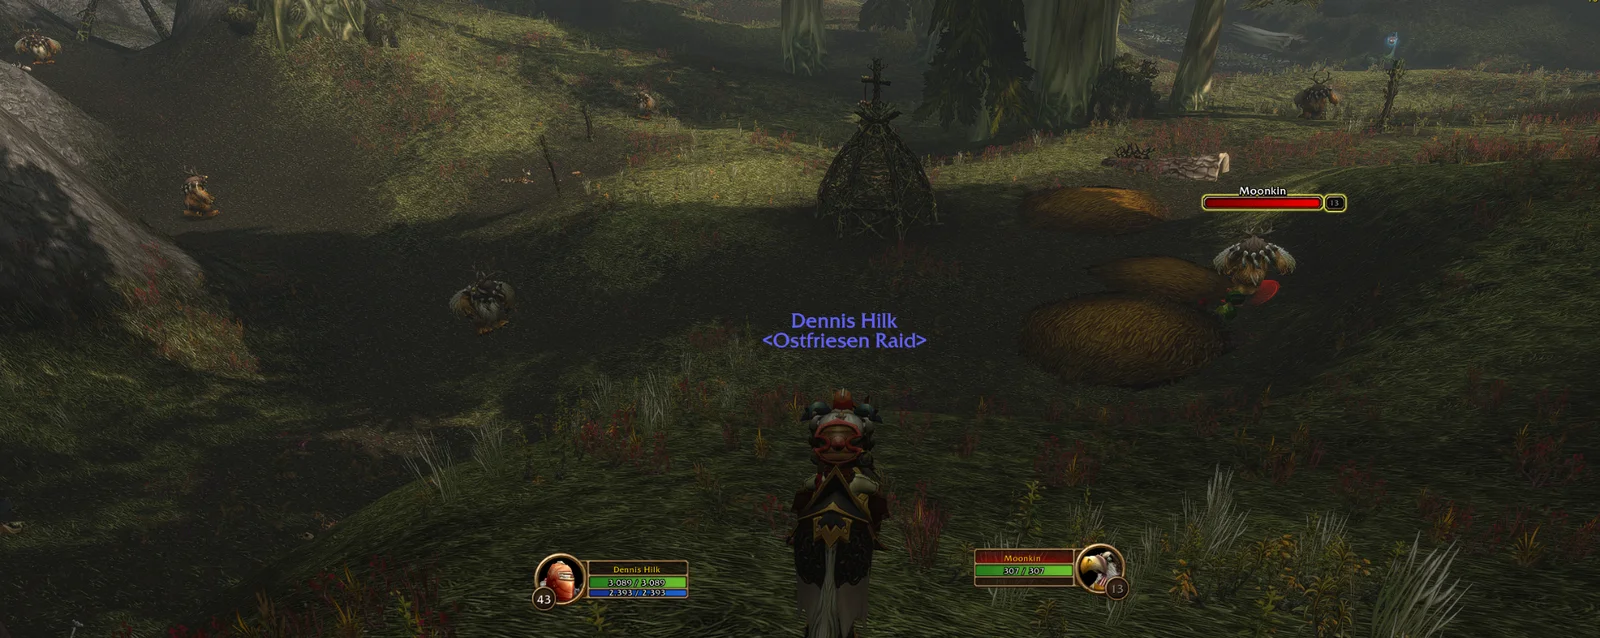 Moonkin
13
Dennis Hilk
<Ostfriesen Raid>
Dennis Hilk
3.089 / 3.089
2.393 / 2.393
43
Moonkin
307 / 307
13